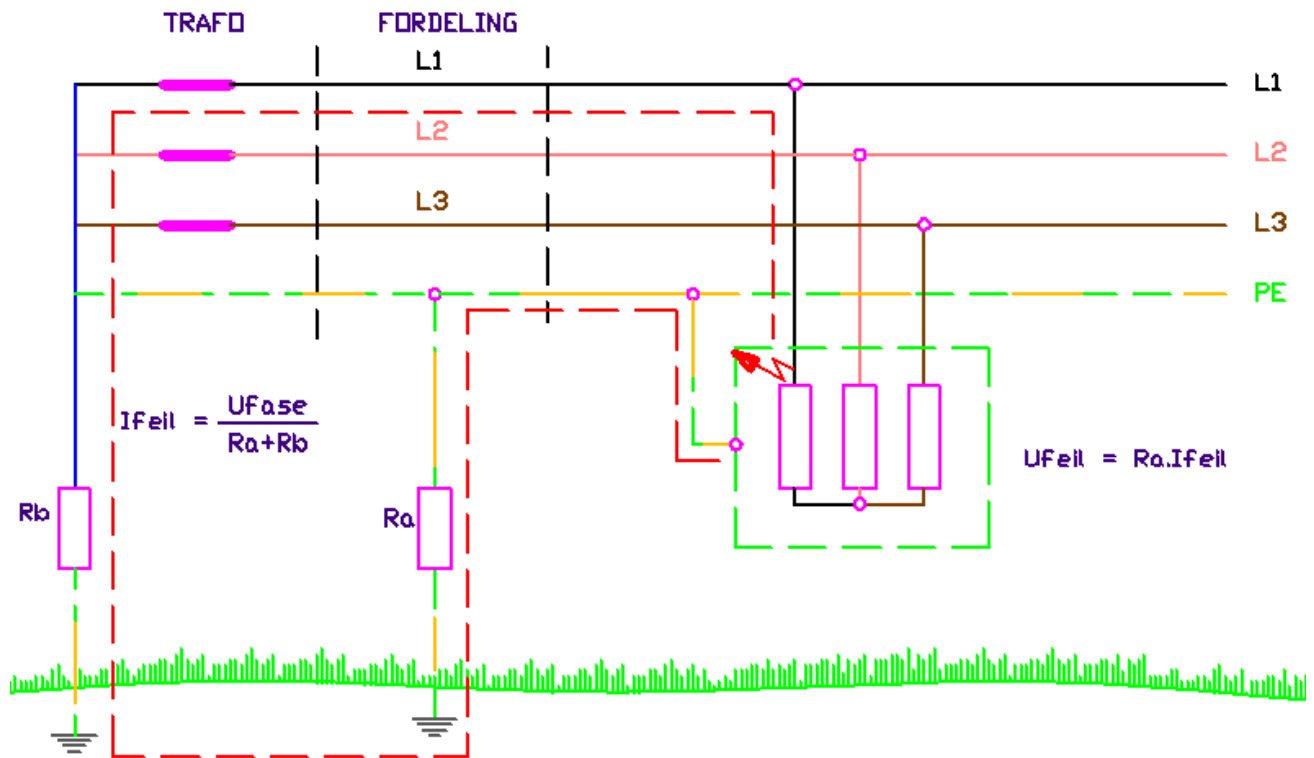 TRAFO
FORDELING
L1
L1
L2
L2
L3
L3
PE
Ifeil = Ufase
Ra+Rb
Ufeil = Ra.Ifeil
Rb
Ra